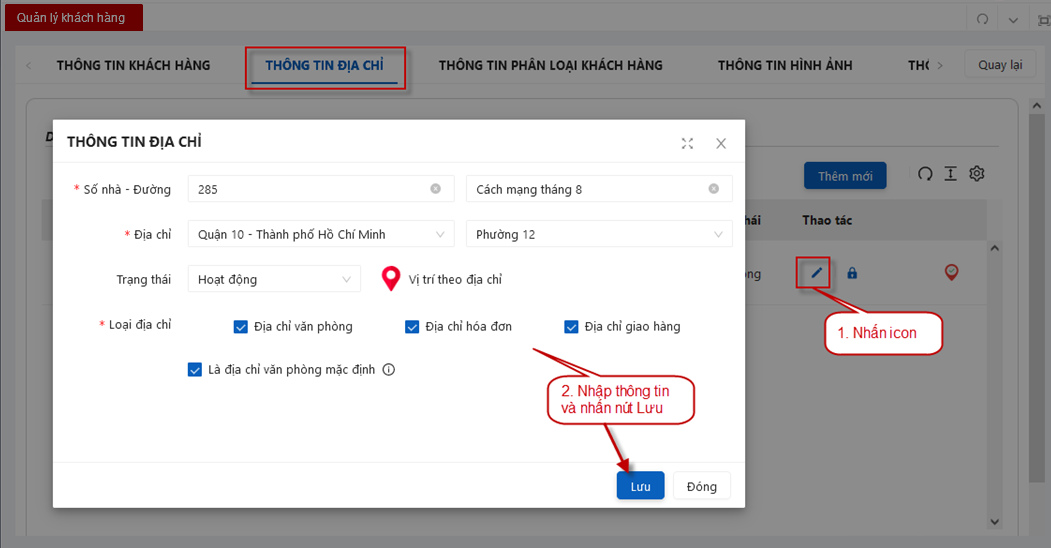 Quản lý khách hàng
THÔNG TIN KHÁCH HÀNG
THÔNG TIN ĐỊA CHỈ
THÔNG TIN PHÂN LOẠI KHÁCH HÀNG
THÔNG TIN HÌNH ẢNH
Quay lại
THÔNG TIN ĐỊA CHỈ
Thêm mới
* Số nhà - Đường
285
Cách mạng tháng 8
Thao tác
* Địa chỉ
Quận 10 - Thành phố Hồ Chí Minh
Phường 12
Trạng thái
Hoạt động
Vị trí theo địa chỉ
* Loại địa chỉ
Địa chỉ văn phòng
Địa chỉ hóa đơn
Địa chỉ giao hàng
1. Nhấn icon
Là địa chỉ văn phòng mặc định
2. Nhập thông tin
và nhấn nút Lưu
Lưu
Đóng